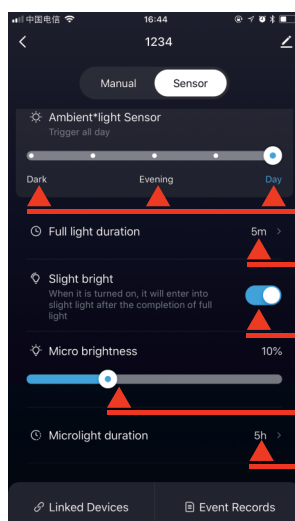 中国电信 16:44
1234
Manual Sensor
Ambient*light Sensor
Trigger all day
Dark Evening Day
Full light duration 5m
Slight bright
When it is turned on, it will enter into
slight light after the completion of full
light
Micro brightness 10%
Microlight duration 5h
Linked Devices Event Records